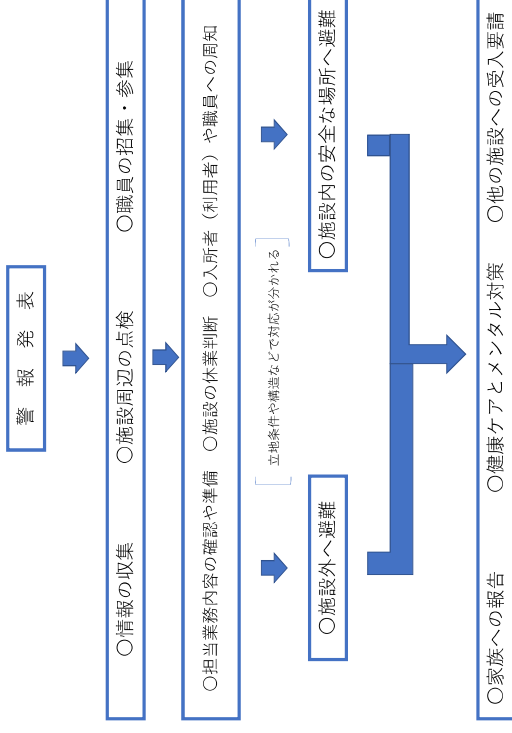 警 報 発 表
○情報の収集 ○施設周辺の点検 ○職員の招集・参集
○担当業務内容の確認や準備 ○施設の休業判断 ○入所者（利用者）や職員への周知
立地条件や構造などで対応が分かれる
○施設外へ避難
○施設内の安全な場所へ避難
○家族への報告 ○健康ケアとメンタル対策 ○他の施設への受入要請